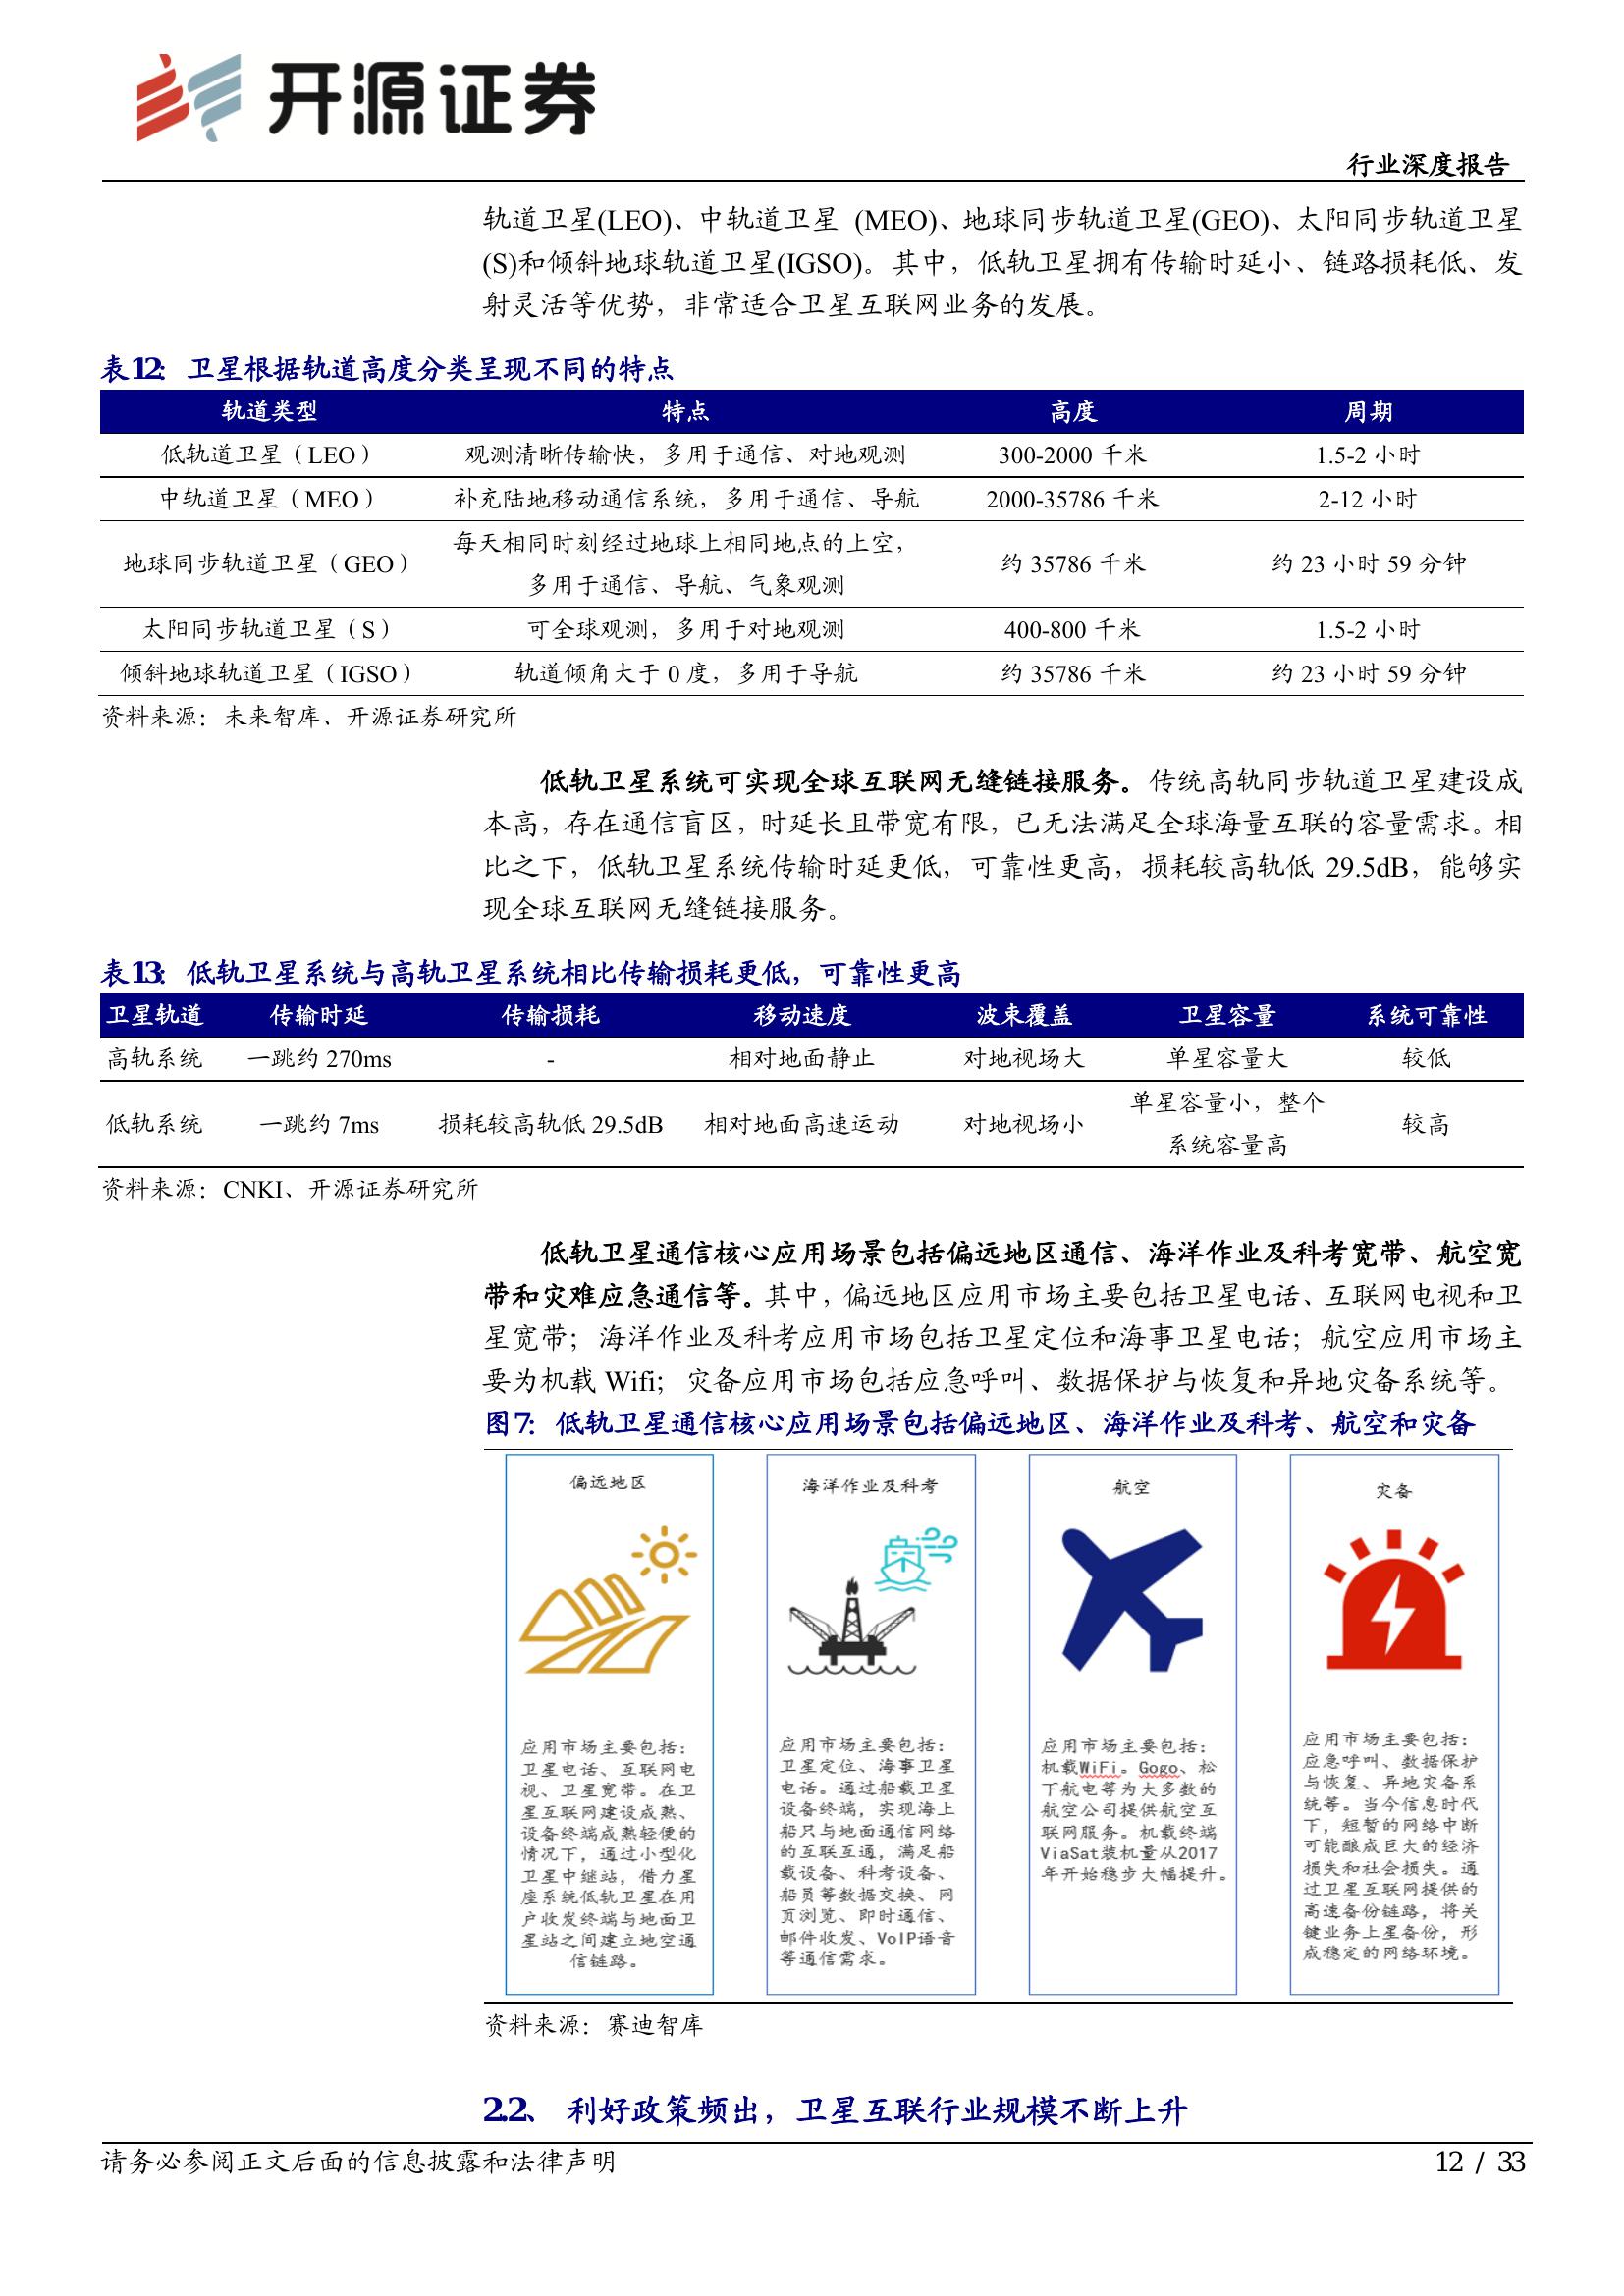 开源证券
行业深度报告
轨道卫星(LEO)、中轨道卫星 (MEO)、地球同步轨道卫星(GEO)、太阳同步轨道卫星
(S)和倾斜地球轨道卫星(IGSO)。其中，低轨卫星拥有传输时延小、链路损耗低、发
射灵活等优势，非常适合卫星互联网业务的发展。
表12：卫星根据轨道高度分类呈现不同的特点
轨道类型 特点 高度 周期
低轨道卫星（LEO） 观测清晰传输快，多用于通信、对地观测 300-2000 千米 1.5-2 小时
中轨道卫星（MEO） 补充陆地移动通信系统，多用于通信、导航 2000-35786 千米 2-12 小时
地球同步轨道卫星（GEO） 每天相同时刻经过地球上相同地点的上空， 约 35786 千米 约 23 小时 59 分钟
多用于通信、导航、气象观测
太阳同步轨道卫星（S） 可全球观测，多用于对地观测 400-800 千米 1.5-2 小时
倾斜地球轨道卫星（IGSO） 轨道倾角大于 0 度，多用于导航 约 35786 千米 约 23 小时 59 分钟
资料来源：未来智库、开源证券研究所
低轨卫星系统可实现全球互联网无缝链接服务。传统高轨同步轨道卫星建设成
本高，存在通信盲区，时延长且带宽有限，已无法满足全球海量互联的容量需求。相
比之下，低轨卫星系统传输时延更低，可靠性更高，损耗较高轨低 29.5dB，能够实
现全球互联网无缝链接服务。
表13：低轨卫星系统与高轨卫星系统相比传输损耗更低，可靠性更高
卫星轨道 传输时延 传输损耗 移动速度 波束覆盖 卫星容量 系统可靠性
高轨系统 一跳约 270ms - 相对地面静止 对地视场大 单星容量大 较低
低轨系统 一跳约 7ms 损耗较高轨低 29.5dB 相对地面高速运动 对地视场小 单星容量小，整个 较高
系统容量高
资料来源：CNKI、开源证券研究所
低轨卫星通信核心应用场景包括偏远地区通信、海洋作业及科考宽带、航空宽
带和灾难应急通信等。其中，偏远地区应用市场主要包括卫星电话、互联网电视和卫
星宽带；海洋作业及科考应用市场包括卫星定位和海事卫星电话；航空应用市场主
要为机载 Wifi；灾备应用市场包括应急呼叫、数据保护与恢复和异地灾备系统等。
图7：低轨卫星通信核心应用场景包括偏远地区、海洋作业及科考、航空和灾备
偏远地区
应用市场主要包括：
卫星电话、互联网电
视、卫星宽带。在卫
星互联网建设成熟、
设备终端成熟轻便的
情况下，通过小型化
卫星中继站，借力星
座系统低轨卫星在用
户收发终端与地面卫
星站之间建立地空通
信链路。
海洋作业及科考
应用市场主要包括：
卫星定位、海事卫星
电话。通过船载卫星
设备终端，实现海上
船只与地面通信网络
的互联互通，满足船
载设备、科考设备、
船员等数据交换、网
页浏览、即时通信、
邮件收发、VoIP语音
等通信需求。
航空
应用市场主要包括：
机载WiFi。Gogo、松
下航电等为大多数的
航空公司提供航空互
联网服务。机载终端
ViaSat装机量从2017
年开始稳步大幅提升。
灾备
应用市场主要包括：
应急呼叫、数据保护
与恢复、异地灾备系
统等。当今信息时代
下，短暂的网络中断
可能酿成巨大的经济
损失和社会损失。通
过卫星互联网提供的
高速备份链路，将关
键业务上星备份，形
成稳定的网络环境。
资料来源：赛迪智库
2.2、 利好政策频出，卫星互联行业规模不断上升
请务必参阅正文后面的信息披露和法律声明
12 / 33